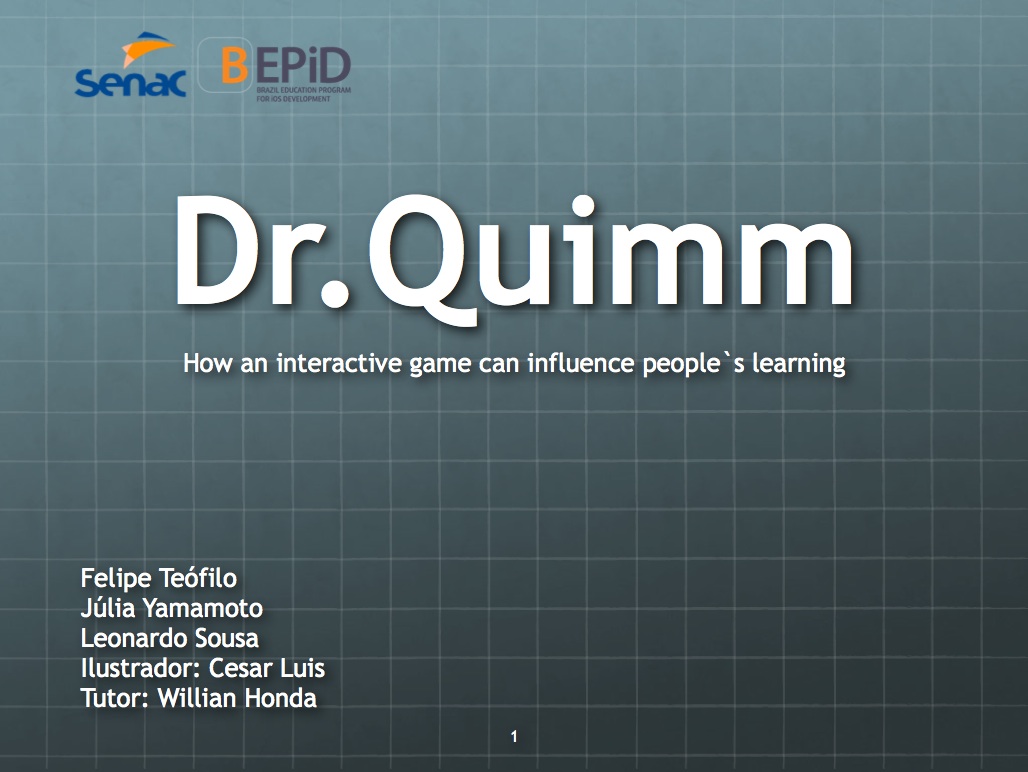 Senac
BEPiD
BRAZIL EDUCATION PROGRAM
FOR iOS DEVELOPMENT
Dr.Quimm
How an interactive game can influence people`s learning
Felipe Teófilo
Júlia Yamamoto
Leonardo Sousa
Ilustrador: Cesar Luis
Tutor: Willian Honda
1